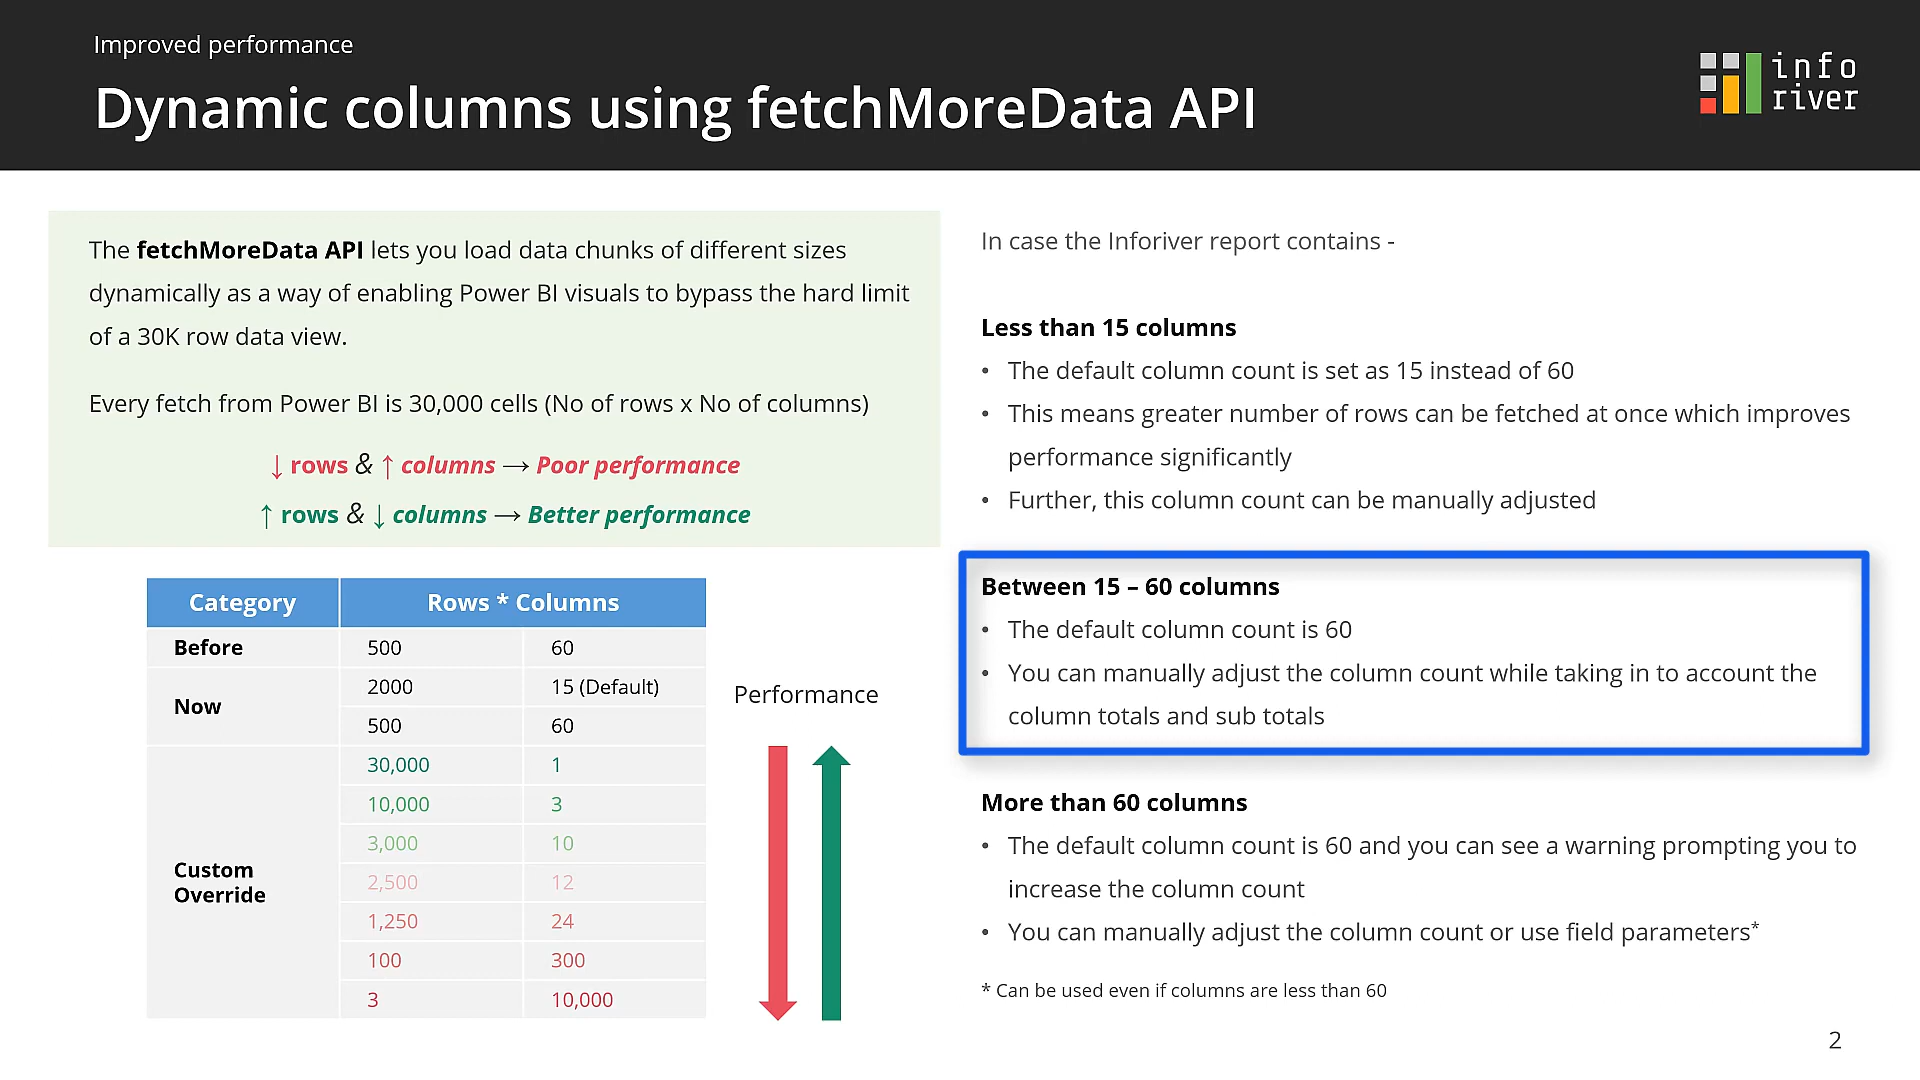 Improved performance
Dynamic columns using fetchMoreData API
info
river
The fetchMoreData API lets you load data chunks of different sizes
dynamically as a way of enabling Power BI visuals to bypass the hard limit
of a 30K row data view.
Every fetch from Power BI is 30,000 cells (No of rows x No of columns)
↓ rows & ↑ columns → Poor performance
↑ rows & ↓ columns → Better performance
Category Rows * Columns
Before 500 60
Now 2000 15 (Default)
500 60
Custom Override 30,000 1
10,000 3
3,000 10
2,500 12
1,250 24
100 300
3 10,000
Performance
In case the Inforiver report contains -
Less than 15 columns
• The default column count is set as 15 instead of 60
• This means greater number of rows can be fetched at once which improves
performance significantly
• Further, this column count can be manually adjusted
Between 15 – 60 columns
• The default column count is 60
• You can manually adjust the column count while taking in to account the
column totals and sub totals
More than 60 columns
• The default column count is 60 and you can see a warning prompting you to
increase the column count
• You can manually adjust the column count or use field parameters*
* Can be used even if columns are less than 60
2